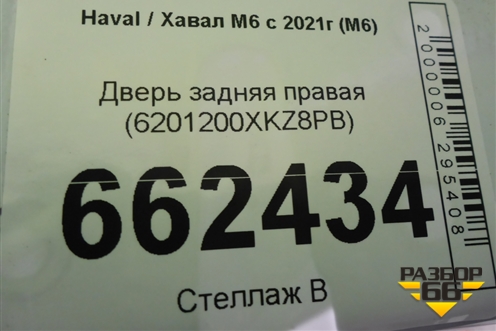 Haval / Хавал М6 с 2021г (М6)
Дверь задняя правая
(6201200XKZ8PB)
662434
Стеллаж В
2000006295408
РАЗБОР
66